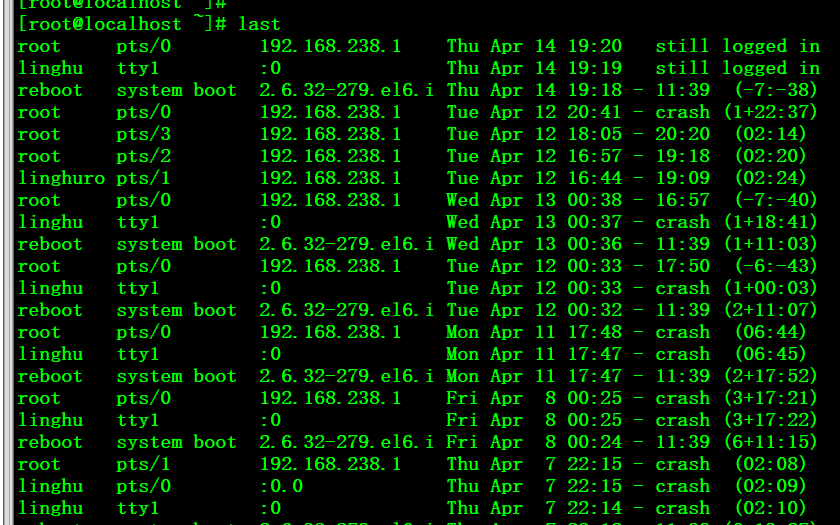 [root@localhost ~]#
[root@localhost ~]# last
root     pts/0        192.168.238.1    Thu Apr 14 19:20   still logged in
linghu   tty1         :0               Thu Apr 14 19:19   still logged in
reboot   system boot  2.6.32-279.el6.i Thu Apr 14 19:18 - 11:39  (-7:-38)
root     pts/0        192.168.238.1    Tue Apr 12 20:41 - crash (1+22:37)
root     pts/3        192.168.238.1    Tue Apr 12 18:05 - 20:20  (02:14)
root     pts/2        192.168.238.1    Tue Apr 12 16:57 - 19:18  (02:20)
linghuro pts/1        192.168.238.1    Tue Apr 12 16:44 - 19:09  (02:24)
root     pts/0        192.168.238.1    Wed Apr 13 00:38 - 16:57  (-7:-40)
linghu   tty1         :0               Wed Apr 13 00:37 - crash (1+18:41)
reboot   system boot  2.6.32-279.el6.i Wed Apr 13 00:36 - 11:39 (1+11:03)
root     pts/0        192.168.238.1    Tue Apr 12 00:33 - 17:50  (-6:-43)
linghu   tty1         :0               Tue Apr 12 00:33 - crash (1+00:03)
reboot   system boot  2.6.32-279.el6.i Tue Apr 12 00:32 - 11:39 (2+11:07)
root     pts/0        192.168.238.1    Mon Apr 11 17:48 - crash  (06:44)
linghu   tty1         :0               Mon Apr 11 17:47 - crash  (06:45)
reboot   system boot  2.6.32-279.el6.i Mon Apr 11 17:47 - 11:39 (2+17:52)
root     pts/0        192.168.238.1    Fri Apr  8 00:25 - crash (3+17:21)
linghu   tty1         :0               Fri Apr  8 00:25 - crash (3+17:22)
reboot   system boot  2.6.32-279.el6.i Fri Apr  8 00:24 - 11:39 (6+11:15)
root     pts/1        192.168.238.1    Thu Apr  7 22:15 - crash  (02:08)
linghu   pts/0        :0.0             Thu Apr  7 22:15 - crash  (02:09)
linghu   tty1         :0               Thu Apr  7 22:14 - crash  (02:10)